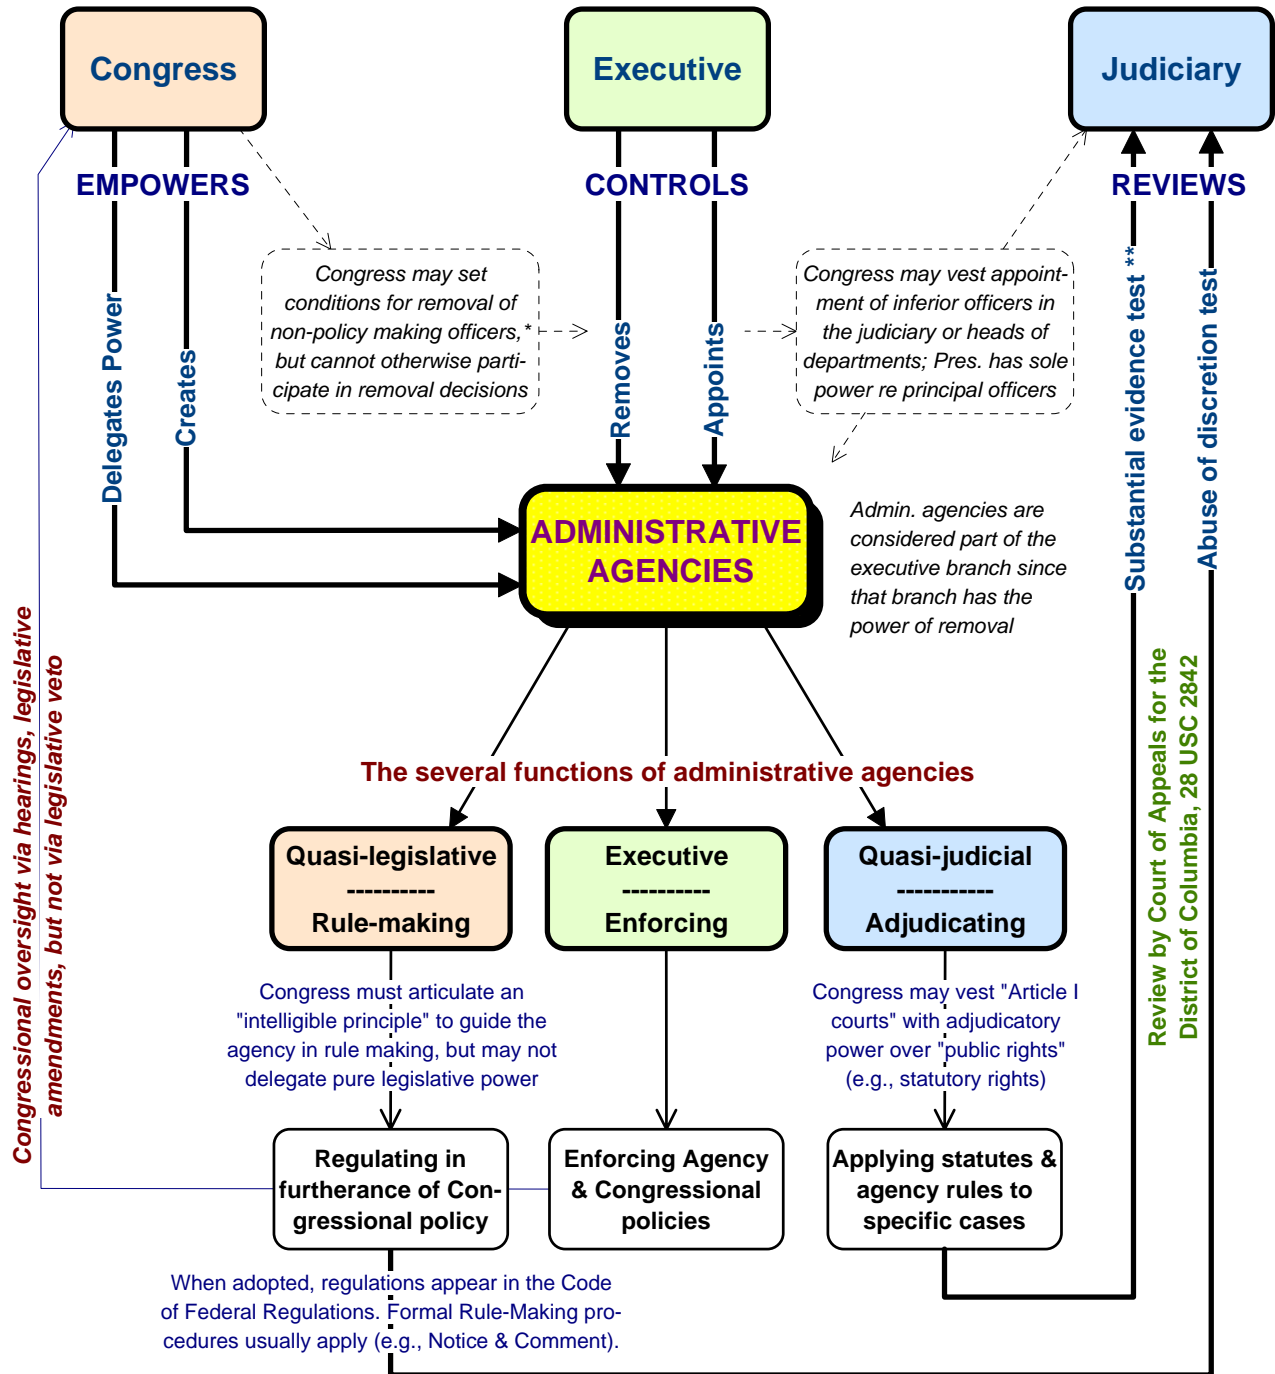 Congress
Executive
Judiciary
EMPOWERS
CONTROLS
REVIEWS
Delegates Power
Creates
Congress may set
conditions for removal of
non-policy making officers,*
but cannot otherwise parti-
cipate in removal decisions
Removes
Appoints
Congress may vest appoint-
ment of inferior officers in
the judiciary or heads of
departments; Pres. has sole
power re principal officers
Substantial evidence test **
Abuse of discretion test
ADMINISTRATIVE
AGENCIES
Admin. agencies are
considered part of the
executive branch since
that branch has the
power of removal
Congressional oversight via hearings, legislative
amendments, but not via legislative veto
Review by Court of Appeals for the
District of Columbia, 28 USC 2842
The several functions of administrative agencies
Quasi-legislative
----------
Rule-making
Executive
----------
Enforcing
Quasi-judicial
-----------
Adjudicating
Congress must articulate an
"intelligible principle" to guide the
agency in rule making, but may not
delegate pure legislative power
Congress may vest "Article I
courts" with adjudicatory
power over "public rights"
(e.g., statutory rights)
Regulating in
furtherance of Con-
gressional policy
Enforcing Agency
& Congressional
policies
Applying statutes &
agency rules to
specific cases
When adopted, regulations appear in the Code
of Federal Regulations. Formal Rule-Making pro-
cedures usually apply (e.g., Notice & Comment).